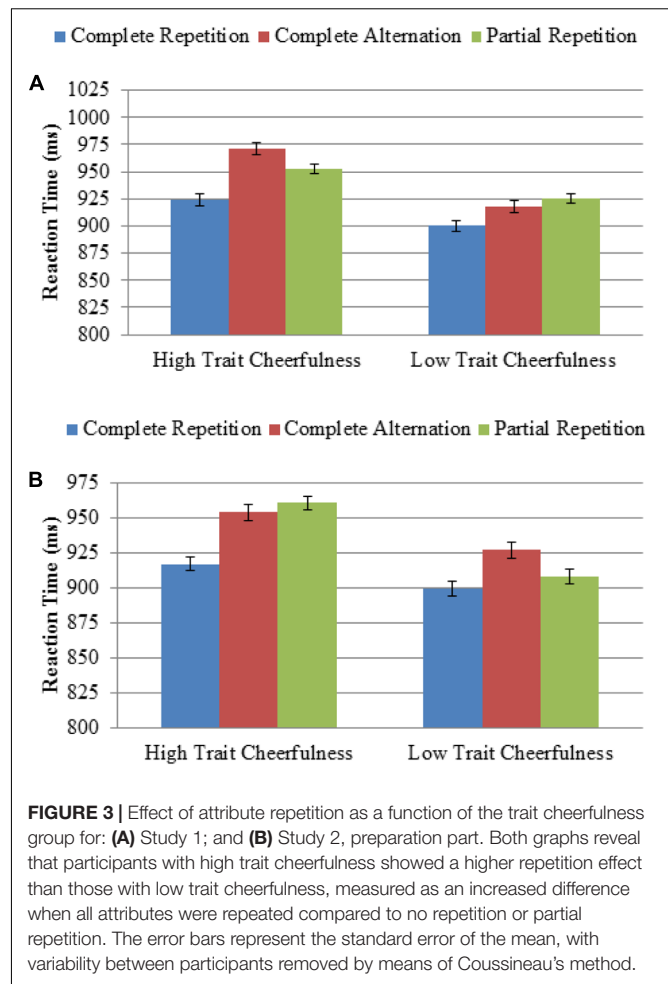 Complete Repetition Complete Alternation Partial Repetition
A
1025
1000
975
950
925
900
875
850
825
800
Reaction Time (ms)
High Trait Cheerfulness Low Trait Cheerfulness
Complete Repetition Complete Alternation Partial Repetition
B
975
950
925
900
875
850
825
800
Reaction Time (ms)
High Trait Cheerfulness Low Trait Cheerfulness
FIGURE 3 | Effect of attribute repetition as a function of the trait cheerfulness
group for: (A) Study 1; and (B) Study 2, preparation part. Both graphs reveal
that participants with high trait cheerfulness showed a higher repetition effect
than those with low trait cheerfulness, measured as an increased difference
when all attributes were repeated compared to no repetition or partial
repetition. The error bars represent the standard error of the mean, with
variability between participants removed by means of Coussineau's method.